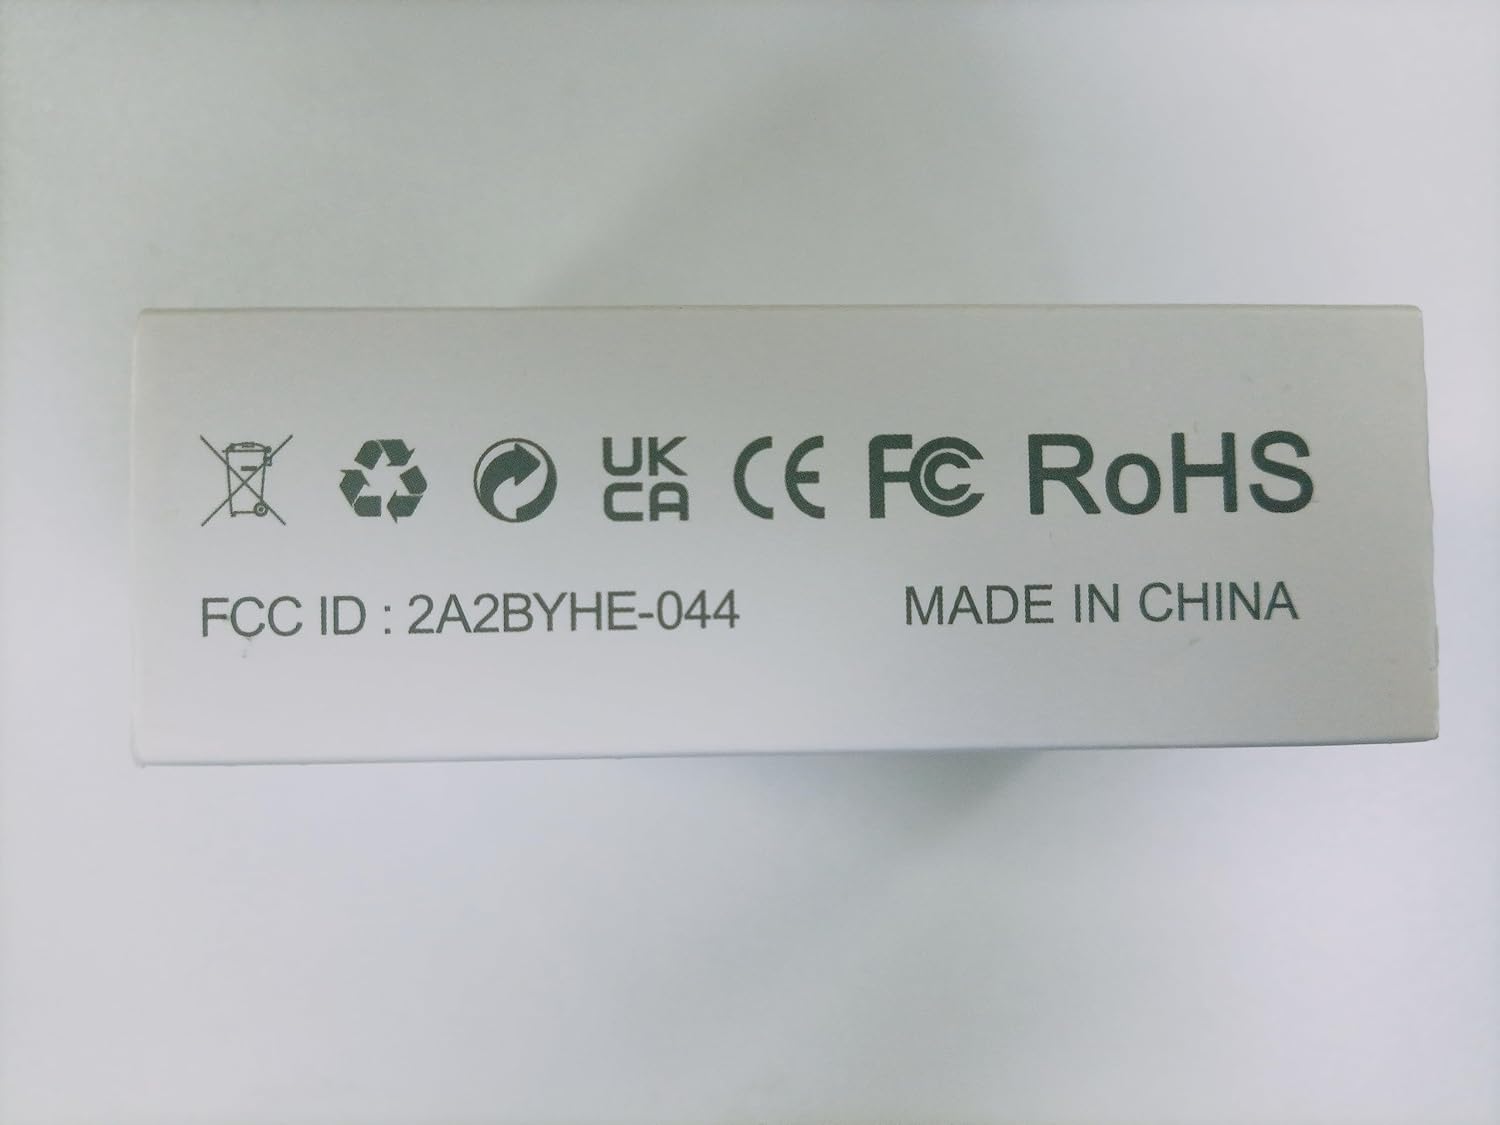 UK CA CE FC RoHS
FCC ID : 2A2BYHE-044 MADE IN CHINA